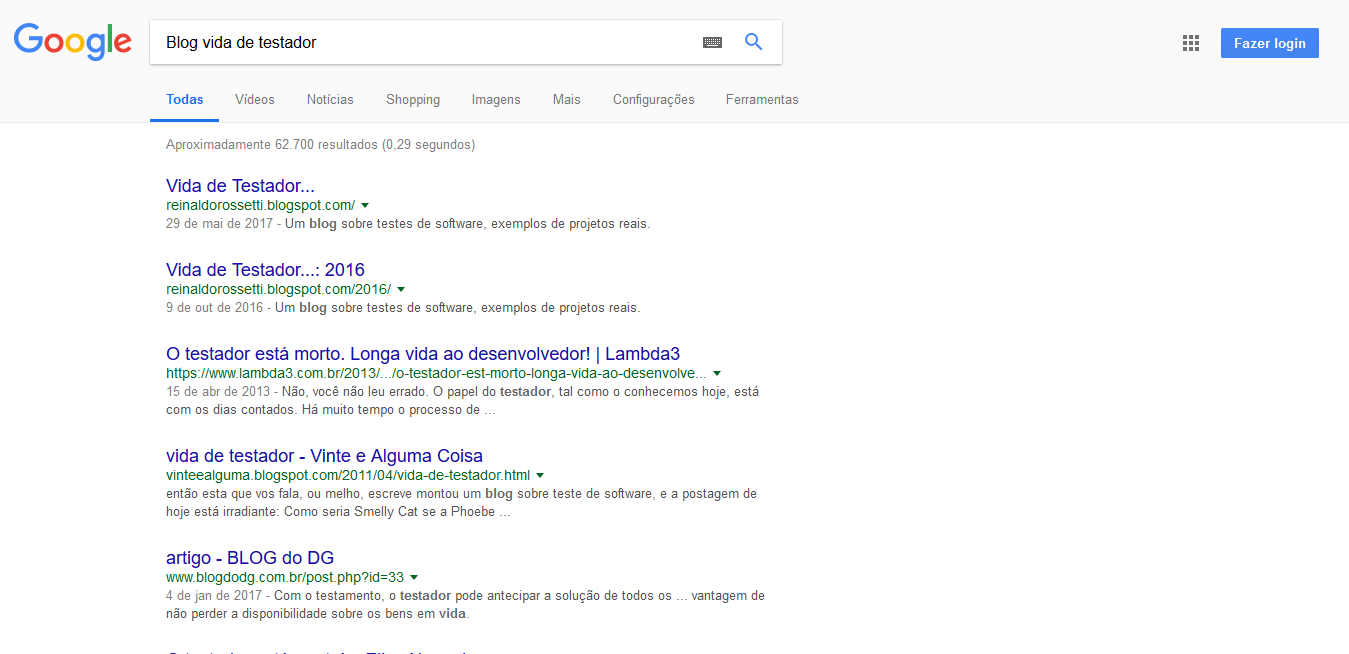 Google
Blog vida de testador
Fazer login
Todas Vídeos Notícias Shopping Imagens Mais Configurações Ferramentas
Aproximadamente 62.700 resultados (0,29 segundos)
Vida de Testador...
reinaldorossetti.blogspot.com/
29 de mai de 2017 - Um blog sobre testes de software, exemplos de projetos reais.
Vida de Testador...: 2016
reinaldorossetti.blogspot.com/2016/
9 de out de 2016 - Um blog sobre testes de software, exemplos de projetos reais.
O testador está morto. Longa vida ao desenvolvedor! | Lambda3
https://www.lambda3.com.br/2013/.../o-testador-est-morto-longa-vida-ao-desenvolve...
15 de abr de 2013 - Não, você não leu errado. O papel do testador, tal como o conhecemos hoje, está
com os dias contados. Há muito tempo o processo de ...
vida de testador - Vinte e Alguma Coisa
vinteealguma.blogspot.com/2011/04/vida-de-testador.html
então esta que vos fala, ou melho, escreve montou um blog sobre teste de software, e a postagem de
hoje está irradiante: Como seria Smelly Cat se a Phoebe ...
artigo - BLOG do DG
www.blogdodg.com.br/post.php?id=33
4 de jan de 2017 - Com o testamento, o testador pode antecipar a solução de todos os ... vantagem de
não perder a disponibilidade sobre os bens em vida.